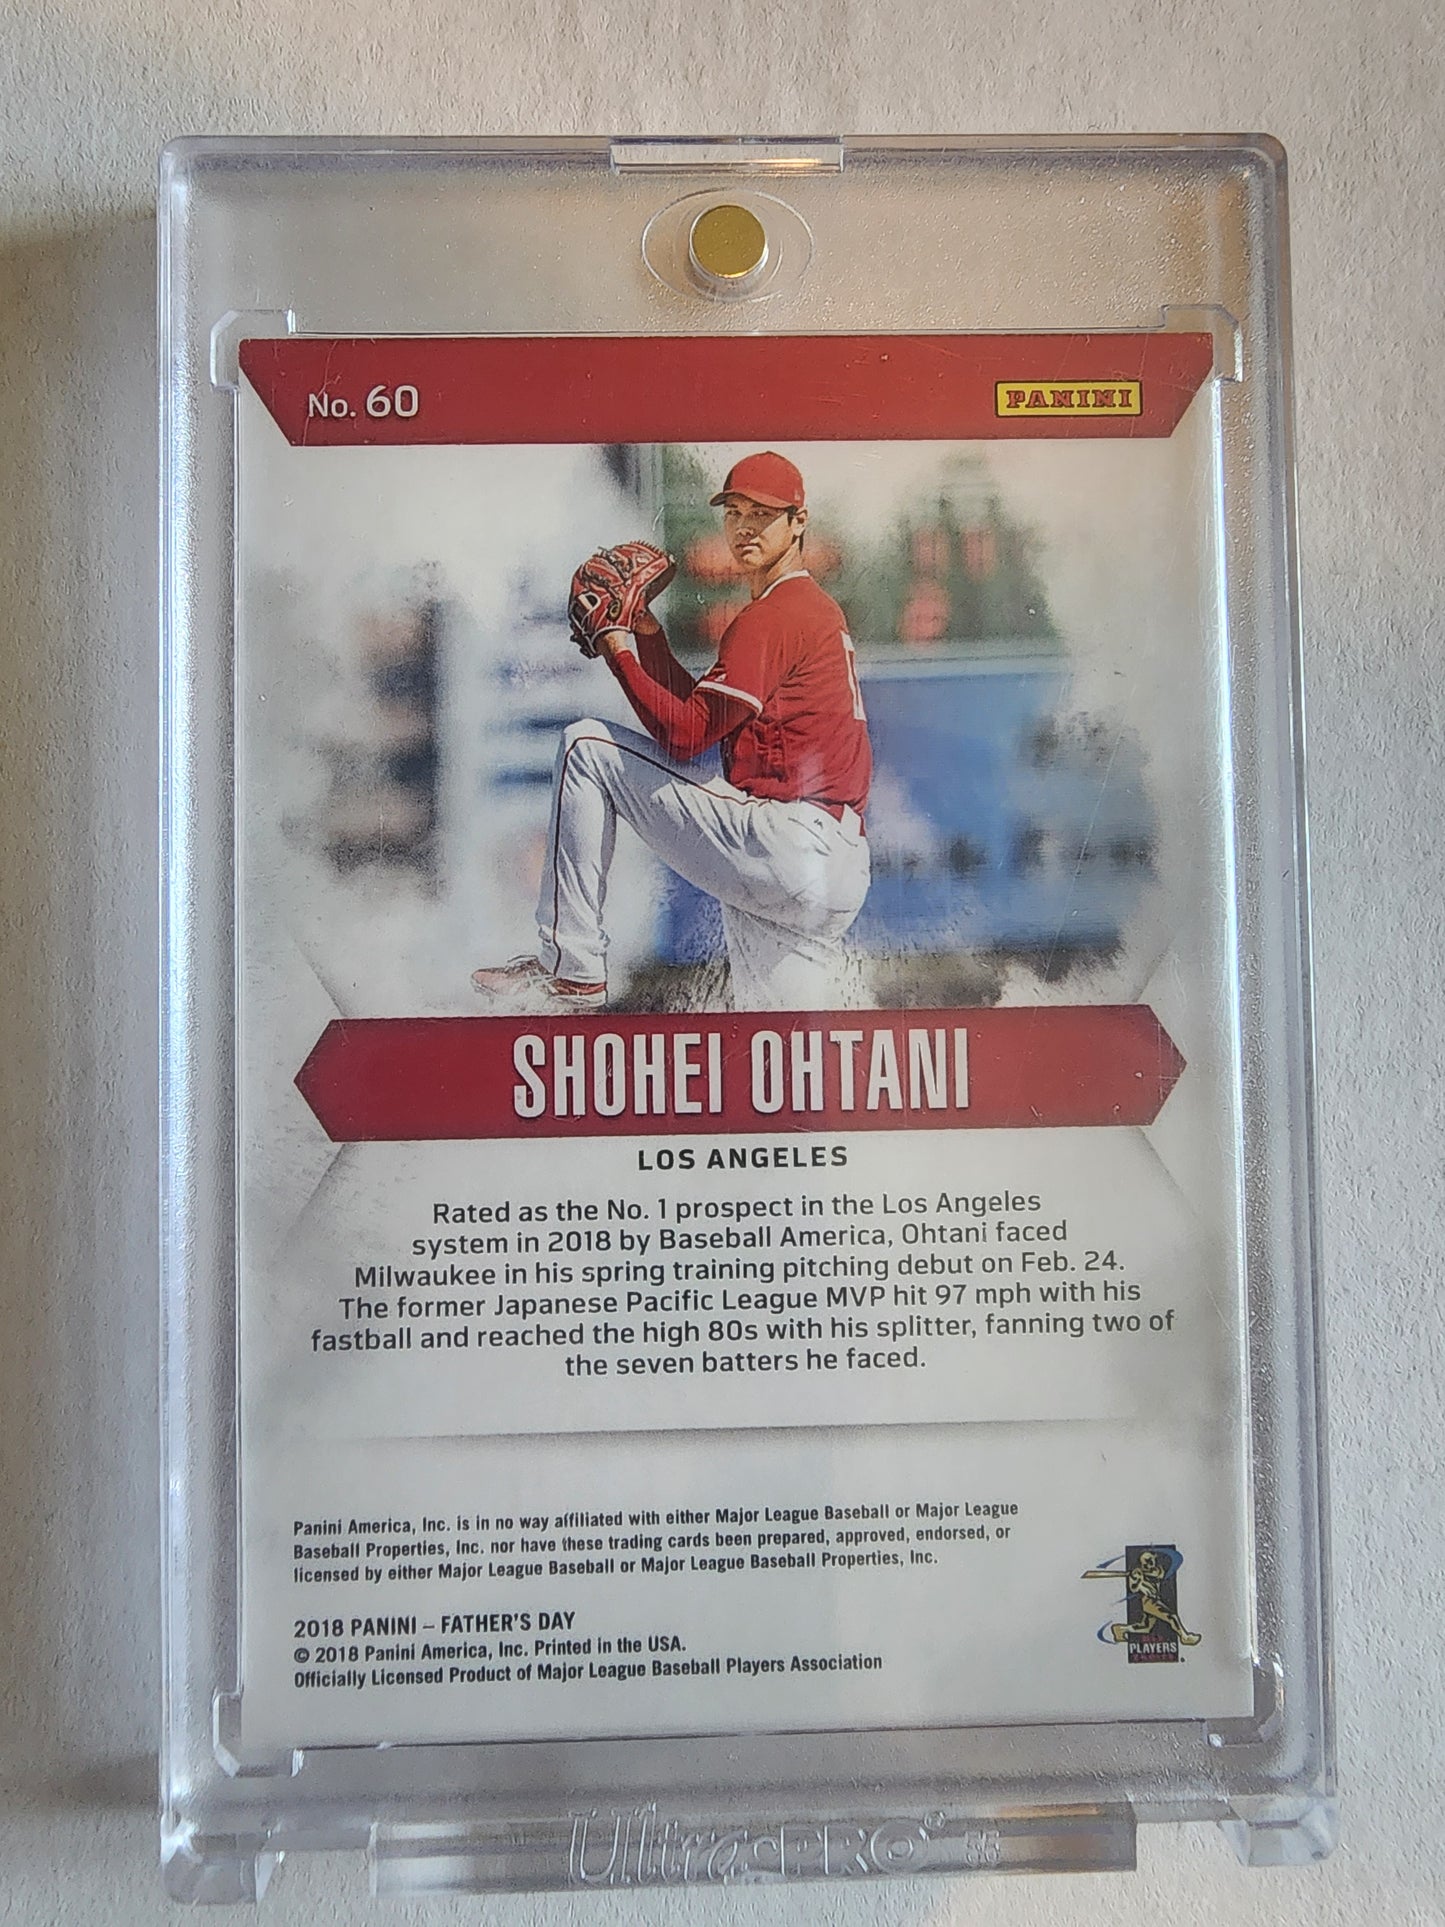 No. 60
PANINI
SHOHEI OHTANI
LOS ANGELES
Rated as the No. 1 prospect in the Los Angeles
system in 2018 by Baseball America, Ohtani faced
Milwaukee in his spring training pitching debut on Feb. 24.
The former Japanese Pacific League MVP hit 97 mph with his
fastball and reached the high 80s with his splitter, fanning two of
the seven batters he faced.
Panini America, Inc. is in no way affiliated with either Major League Baseball or Major League
Baseball Properties, Inc. nor have these trading cards been prepared, approved, endorsed, or
licensed by either Major League Baseball or Major League Baseball Properties, Inc.
2018 PANINI – FATHER'S DAY
© 2018 Panini America, Inc. Printed in the USA.
Officially Licensed Product of Major League Baseball Players Association
PLAYERS
Ultra·PRO®